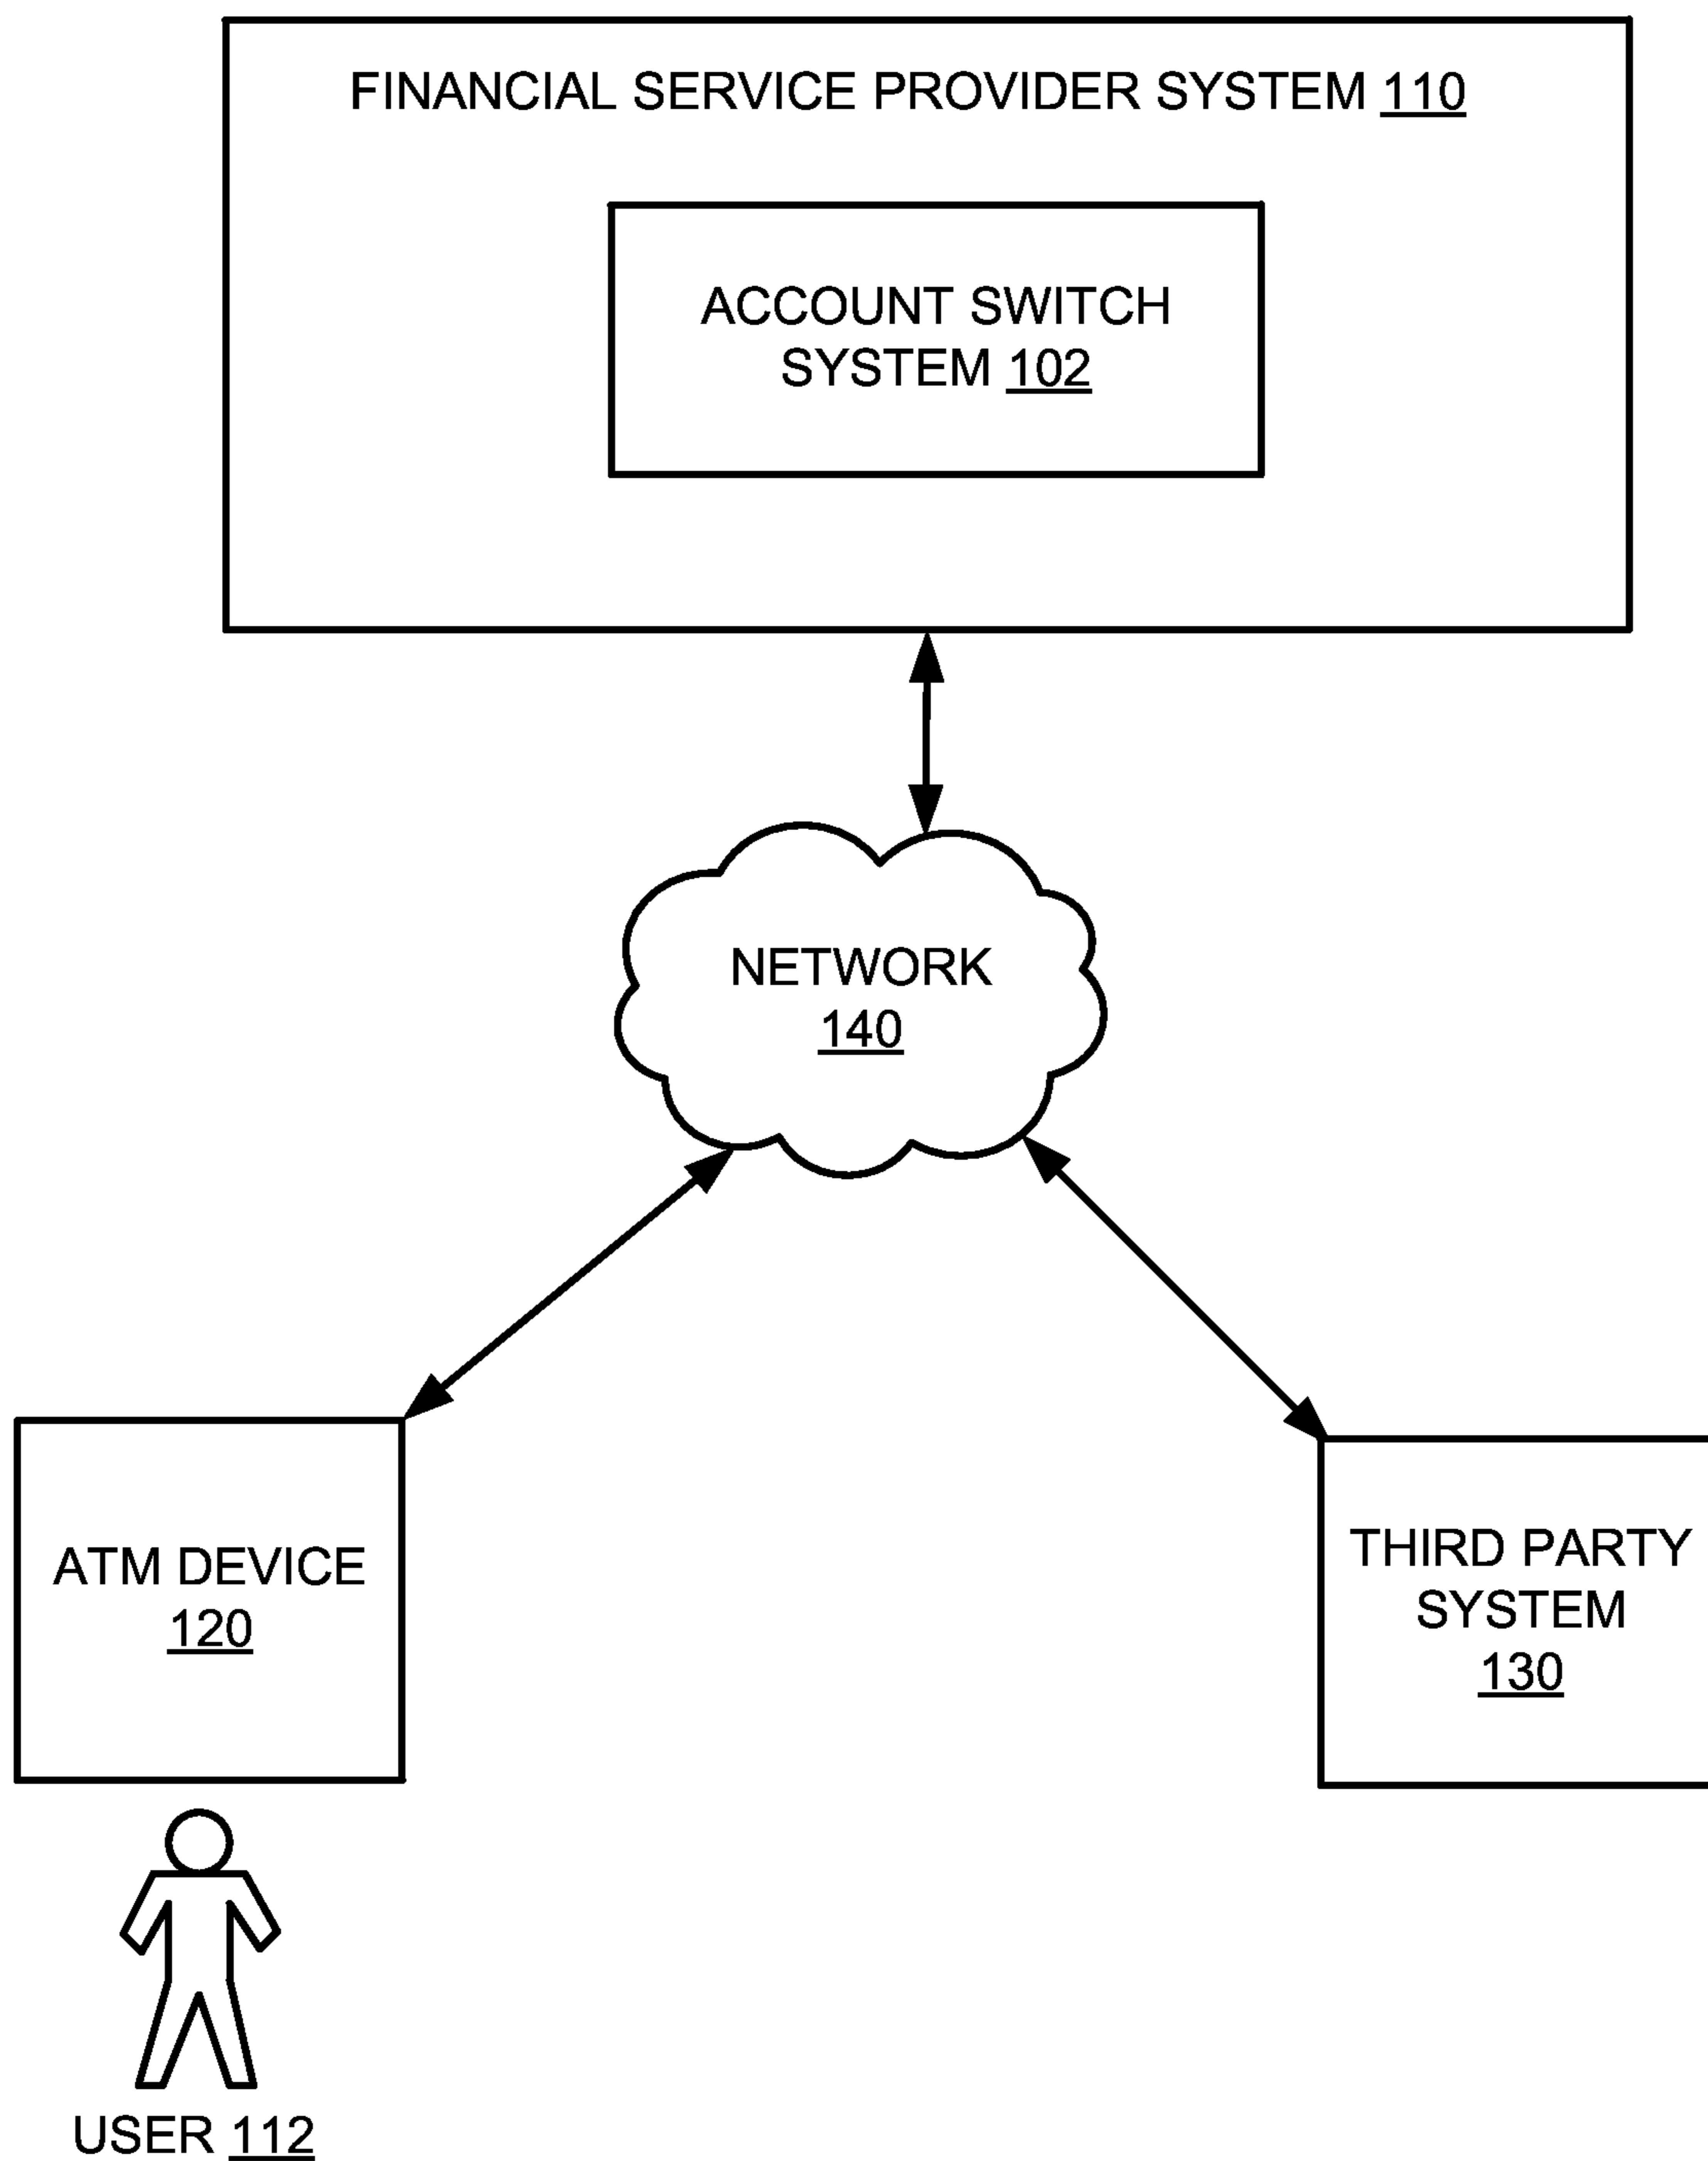 FINANCIAL SERVICE PROVIDER SYSTEM 110
ACCOUNT SWITCH
SYSTEM 102
NETWORK
140
ATM DEVICE
120
THIRD PARTY
SYSTEM
130
USER 112